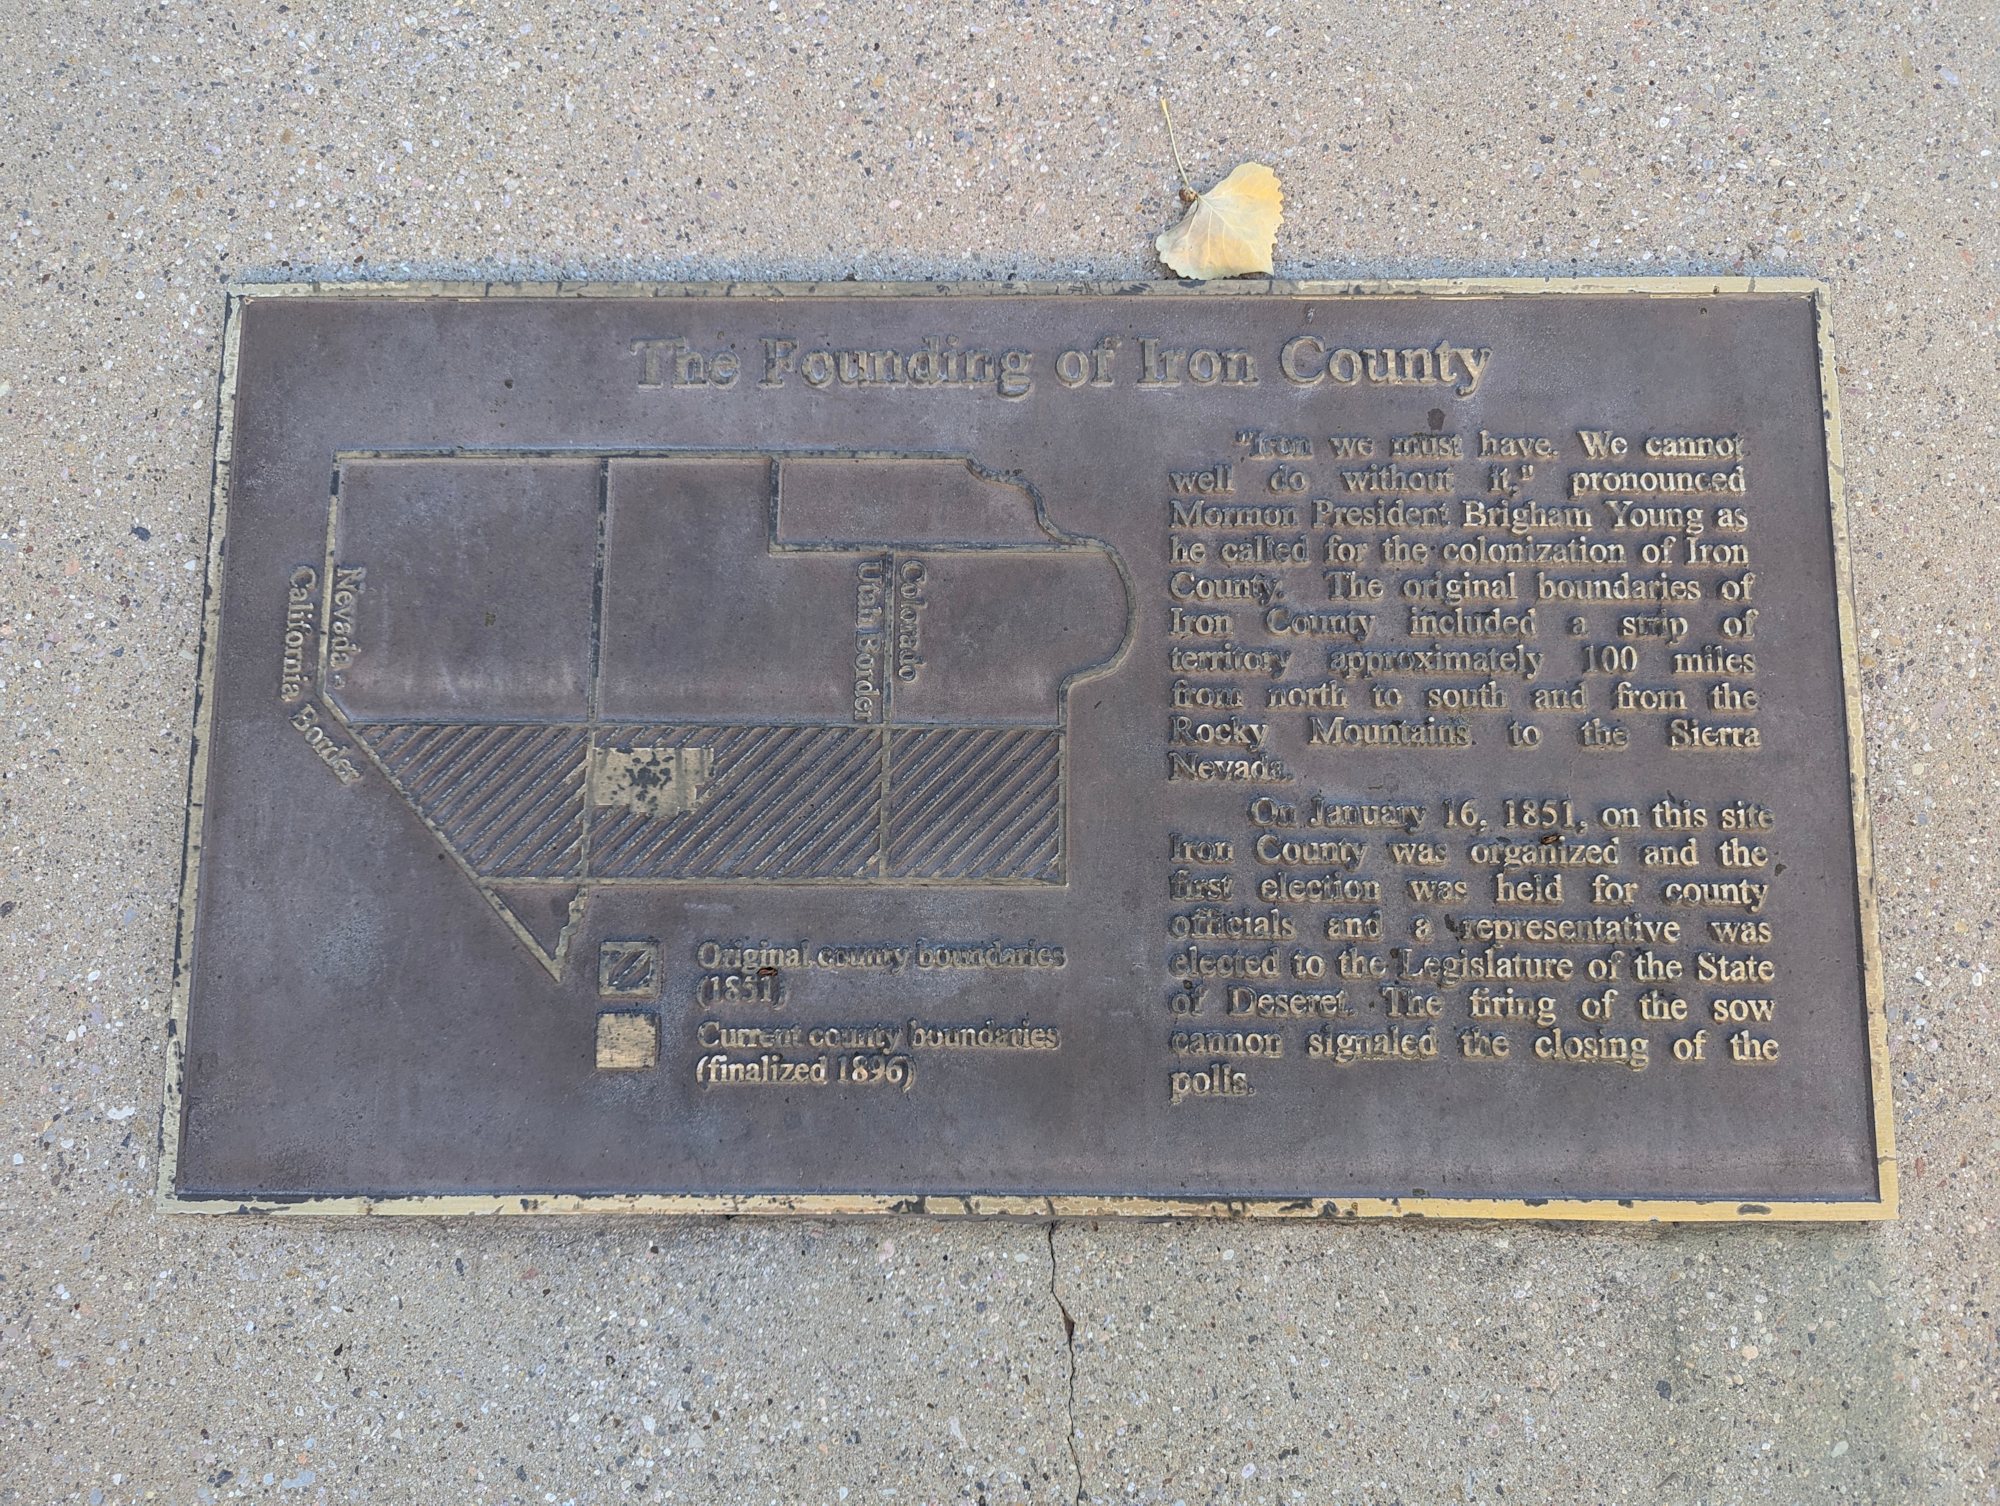 The Founding of Iron County
Nevada -
California Border
Colorado
Utah Border
Original county boundaries
(1851)
Current county boundaries
(finalized 1896)
"Iron we must have. We cannot
well do without it," pronounced
Mormon President Brigham Young as
he called for the colonization of Iron
County. The original boundaries of
Iron County included a strip of
territory approximately 100 miles
from north to south and from the
Rocky Mountains to the Sierra
Nevada.
On January 16, 1851, on this site
Iron County was organized and the
first election was held for county
officials and a representative was
elected to the Legislature of the State
of Deseret. The firing of the sow
cannon signaled the closing of the
polls.